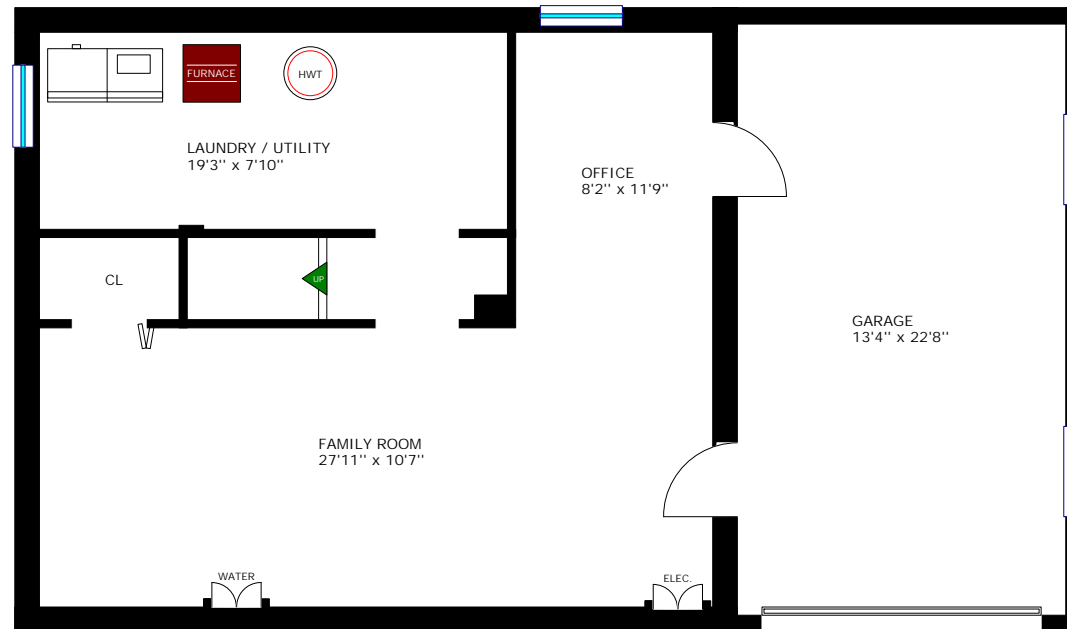 FURNACE
HWT
LAUNDRY / UTILITY
19'3'' x 7'10''
OFFICE
8'2'' x 11'9''
CL
UP
GARAGE
13'4'' x 22'8''
FAMILY ROOM
27'11'' x 10'7''
WATER
ELEC.